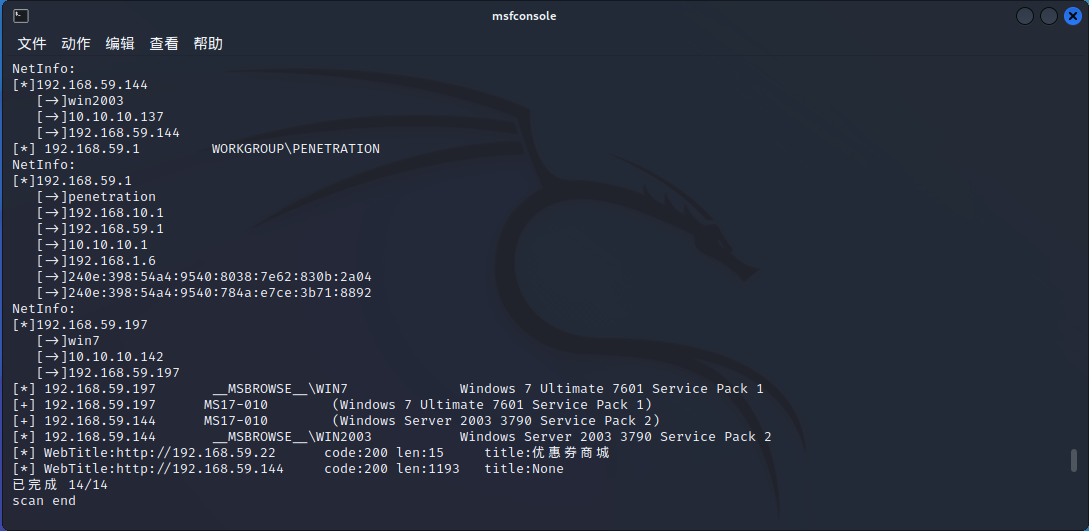 msfconsole
文件 动作 编辑 查看 帮助
NetInfo:
[*]192.168.59.144
[->]win2003
[->]10.10.10.137
[->]192.168.59.144
[*] 192.168.59.1 WORKGROUP\PENETRATION
NetInfo:
[*]192.168.59.1
[->]penetration
[->]192.168.10.1
[->]192.168.59.1
[->]10.10.10.1
[->]192.168.1.6
[->]240e:398:54a4:9540:8038:7e62:830b:2a04
[->]240e:398:54a4:9540:784a:e7ce:3b71:8892
NetInfo:
[*]192.168.59.197
[->]win7
[->]10.10.10.142
[->]192.168.59.197
[*] 192.168.59.197 __MSBROWSE__\WIN7 Windows 7 Ultimate 7601 Service Pack 1
[+] 192.168.59.197 MS17-010 (Windows 7 Ultimate 7601 Service Pack 1)
[+] 192.168.59.144 MS17-010 (Windows Server 2003 3790 Service Pack 2)
[*] 192.168.59.144 __MSBROWSE__\WIN2003 Windows Server 2003 3790 Service Pack 2
[*] WebTitle:http://192.168.59.22 code:200 len:15 title:优惠券商城
[*] WebTitle:http://192.168.59.144 code:200 len:1193 title:None
已完成 14/14
scan end